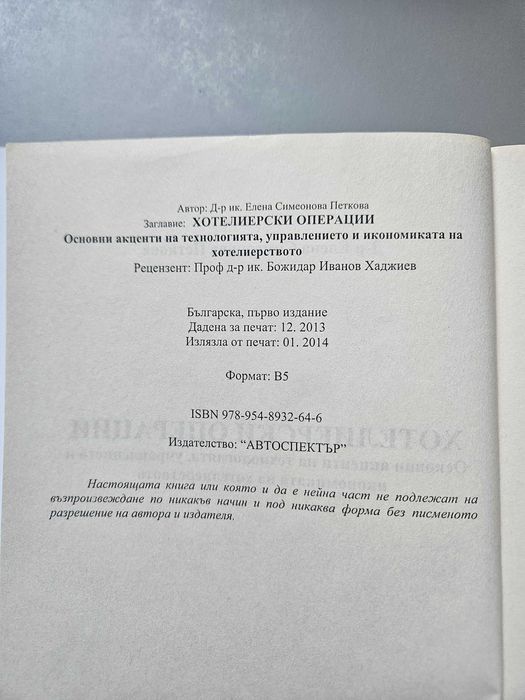 Автор: Д-р ик. Елена Симеонова Петкова
Заглавие: ХОТЕЛИЕРСКИ ОПЕРАЦИИ
Основни акценти на технологията, управлението и икономиката на
хотелиерството
Рецензент: Проф д-р ик. Божидар Иванов Хаджиев
Българска, първо издание
Дадена за печат: 12. 2013
Излязла от печат: 01. 2014
Формат: B5
ISBN 978-954-8932-64-6
Издателство: “АВТОСПЕКТЪР”
Настоящата книга или която и да е нейна част не подлежат на
възпроизвеждане по никакъв начин и под никаква форма без писменото
разрешение на автора и издателя.